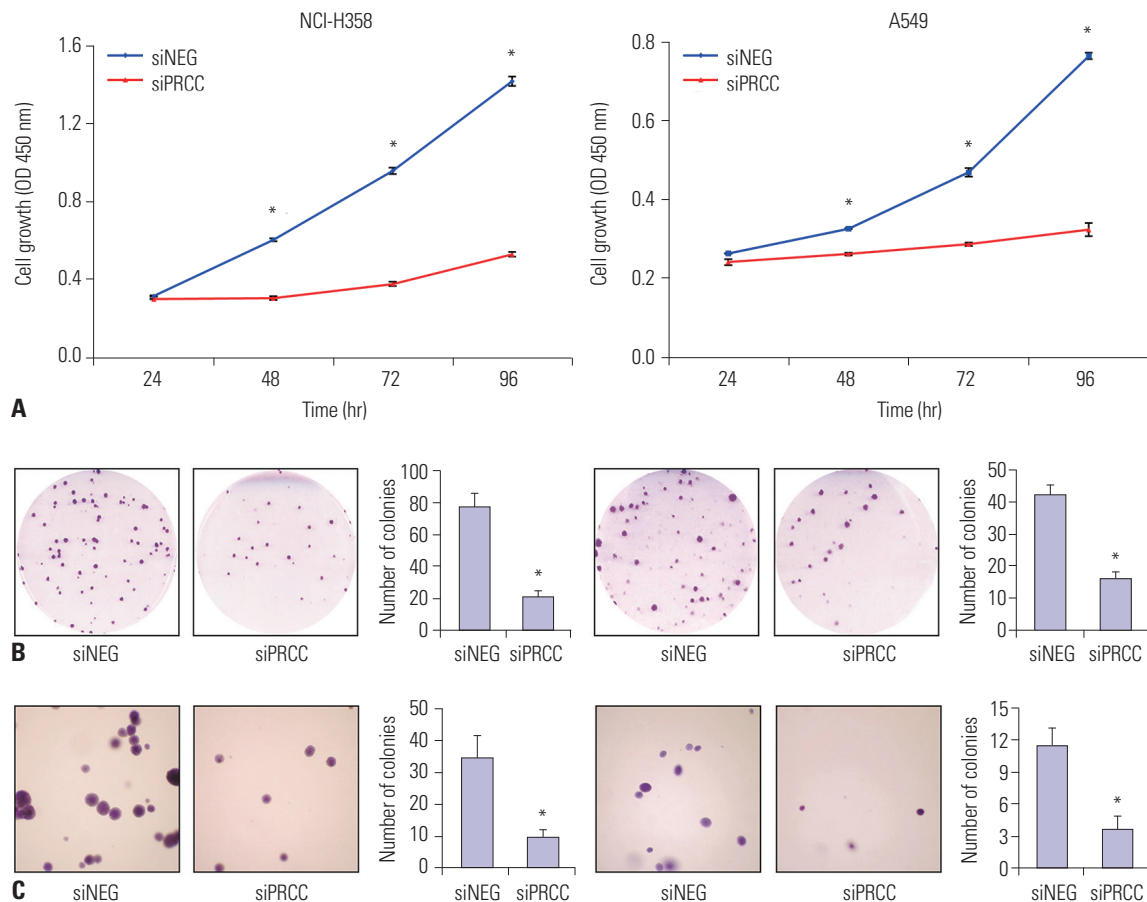 NCI-H358
siNEG
siPRCC
*
*
*
Cell growth (OD 450 nm)
1.6
1.2
0.8
0.4
0.0
24 48 72 96
Time (hr)
A549
siNEG
siPRCC
*
*
*
Cell growth (OD 450 nm)
0.8
0.6
0.4
0.2
0
24 48 72 96
Time (hr)
A
siNEG
siPRCC
Number of colonies
100
80
60
40
20
0
*
siNEG siPRCC
siNEG
siPRCC
Number of colonies
50
40
30
20
10
0
*
siNEG siPRCC
B
siNEG
siPRCC
Number of colonies
50
40
30
20
10
0
*
siNEG siPRCC
siNEG
siPRCC
Number of colonies
15
12
9
6
3
0
*
siNEG siPRCC
C